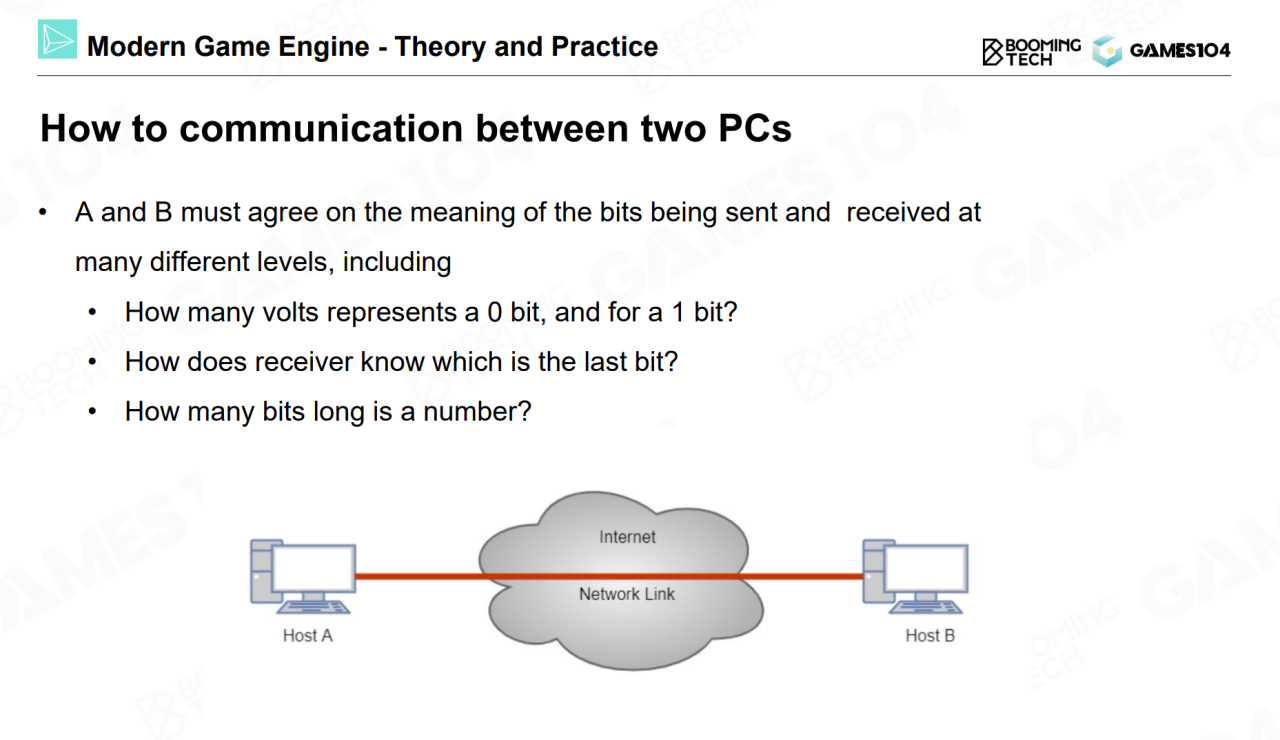 Modern Game Engine - Theory and Practice
BOOMING
TECH
GAMES104
How to communication between two PCs
• A and B must agree on the meaning of the bits being sent and  received at
many different levels, including
• How many volts represents a 0 bit, and for a 1 bit?
• How does receiver know which is the last bit?
• How many bits long is a number?
Internet
Network Link
Host A
Host B